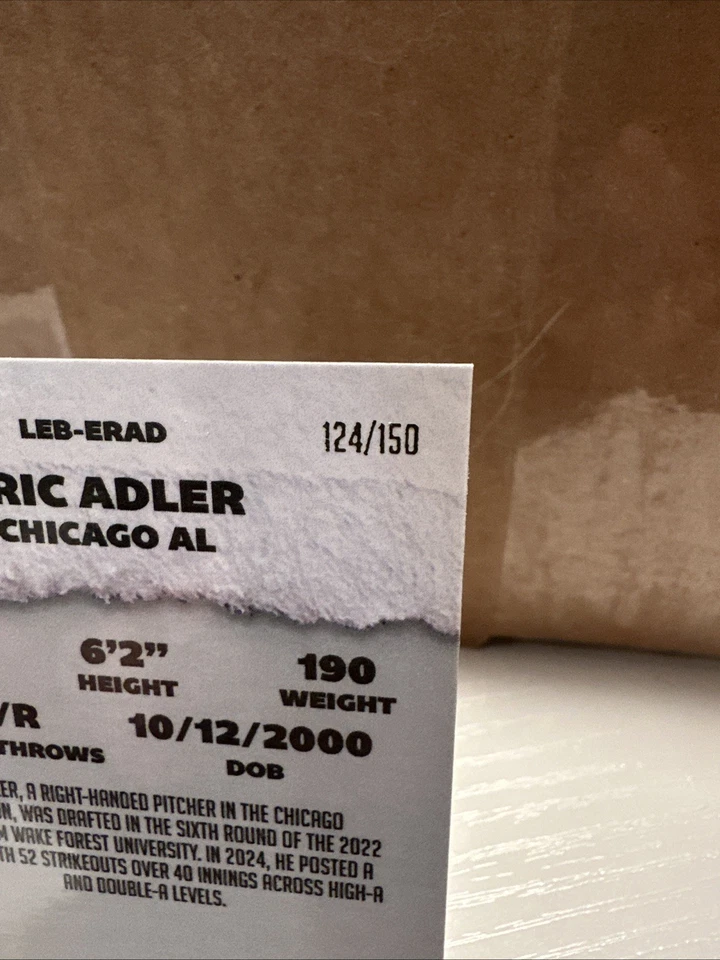 LEB-ERAD 124/150
RIC ADLER
CHICAGO AL
6'2" 190
HEIGHT WEIGHT
/R 10/12/2000
THROWS DOB
ER, A RIGHT-HANDED PITCHER IN THE CHICAGO
N, WAS DRAFTED IN THE SIXTH ROUND OF THE 2022
M WAKE FOREST UNIVERSITY. IN 2024, HE POSTED A
TH 52 STRIKEOUTS OVER 40 INNINGS ACROSS HIGH-A
AND DOUBLE-A LEVELS.